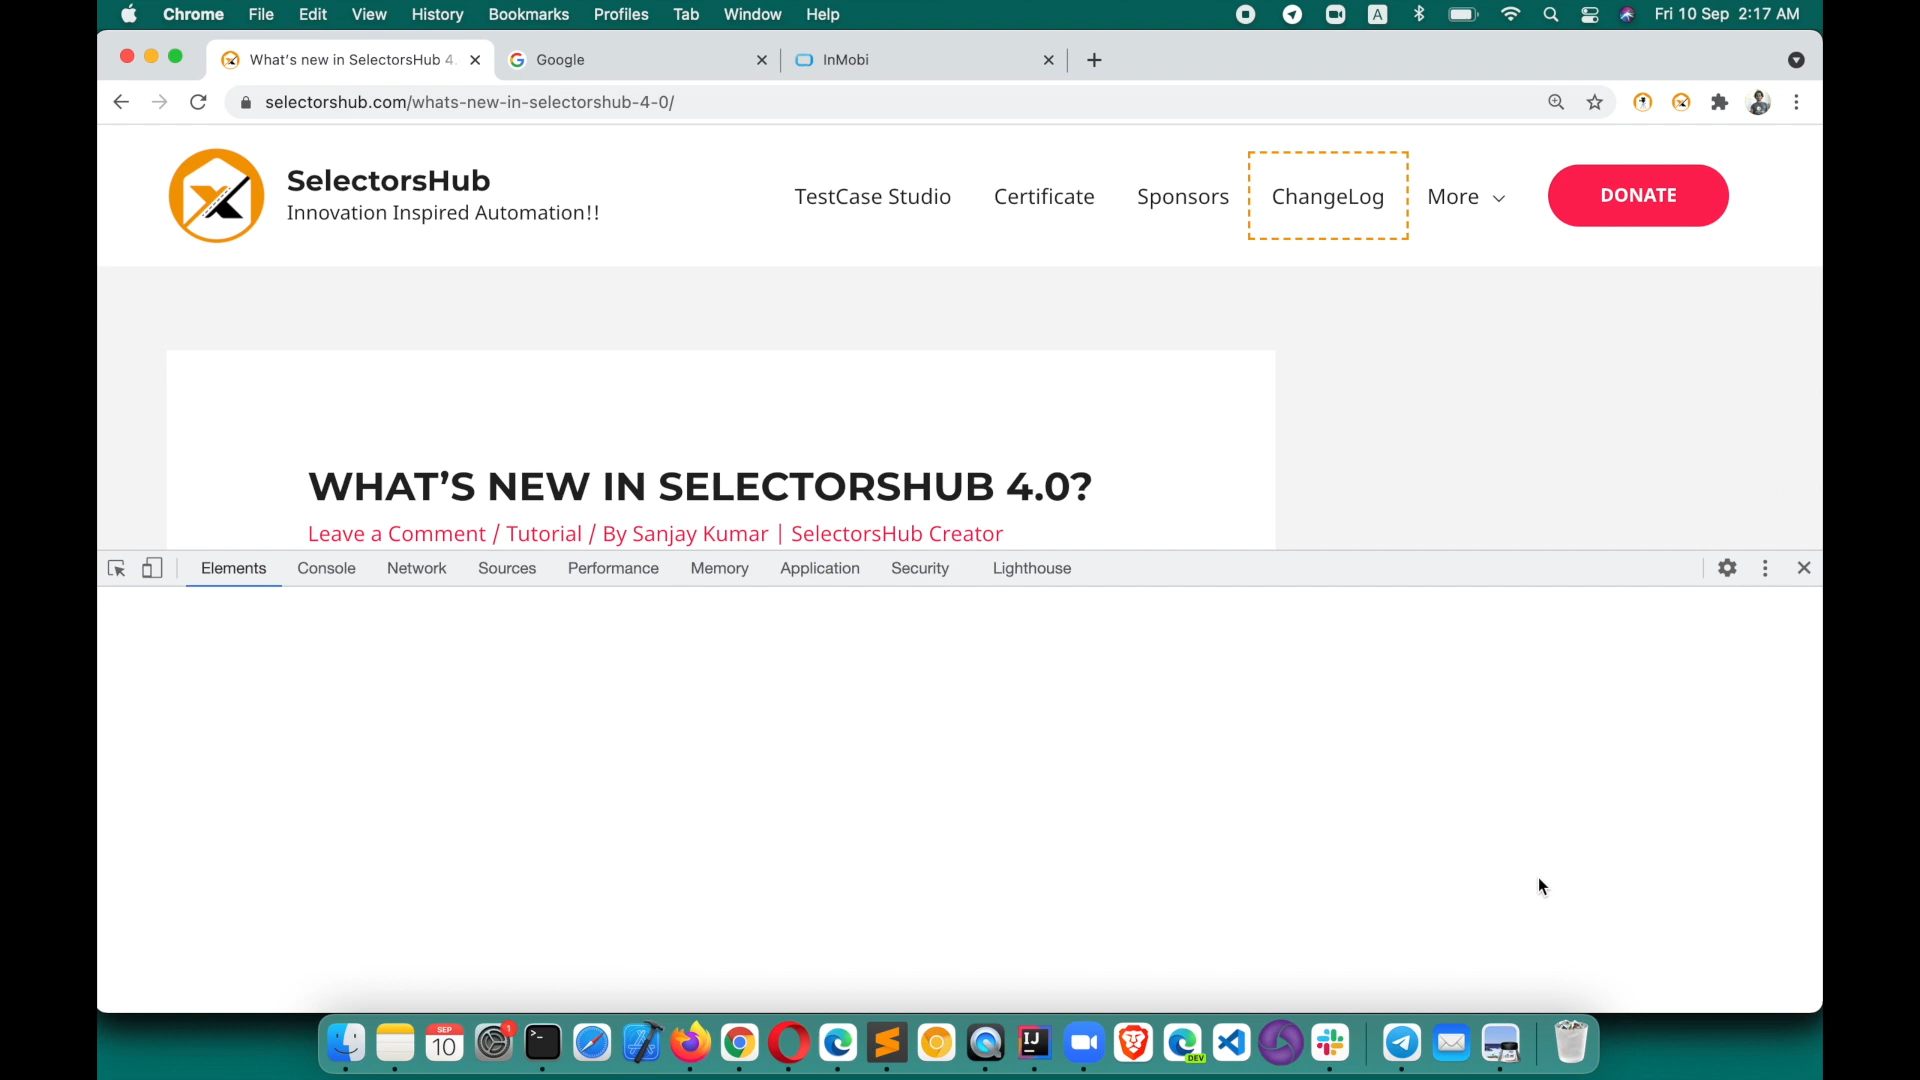 Chrome File Edit View History Bookmarks Profiles Tab Window Help A Fri 10 Sep 2:17 AM
What's new in SelectorsHub 4. Google InMobi
selectorshub.com/whats-new-in-selectorshub-4-0/
SelectorsHub
Innovation Inspired Automation!!
TestCase Studio Certificate Sponsors ChangeLog More DONATE
WHAT'S NEW IN SELECTORSHUB 4.0?
Leave a Comment / Tutorial / By Sanjay Kumar | SelectorsHub Creator
Elements Console Network Sources Performance Memory Application Security Lighthouse
SEP
10
1
>_
IJ
DEV